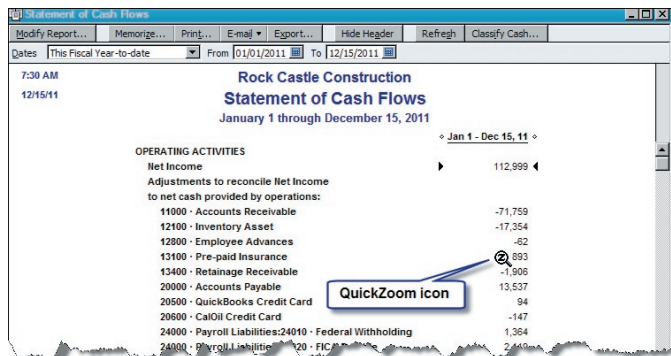 Statement of Cash Flows
Modify Report... Memorize... Print... E-mail Export... Hide Header Refresh Classify Cash...
Dates This Fiscal Year-to-date From 01/01/2011 To 12/15/2011
7:30 AM Rock Castle Construction
12/15/11 Statement of Cash Flows
January 1 through December 15, 2011
Jan 1 - Dec 15, 11
OPERATING ACTIVITIES
Net Income 112,999
Adjustments to reconcile Net Income
to net cash provided by operations:
11000 · Accounts Receivable -71,759
12100 · Inventory Asset -17,354
12800 · Employee Advances -62
13100 · Pre-paid Insurance 893
13400 · Retainage Receivable -1,906
20000 · Accounts Payable 13,537
QuickZoom icon
20500 · QuickBooks Credit Card 94
20600 · CalOil Credit Card -147
24000 · Payroll Liabilities:24010 · Federal Withholding 1,364
24000 ·